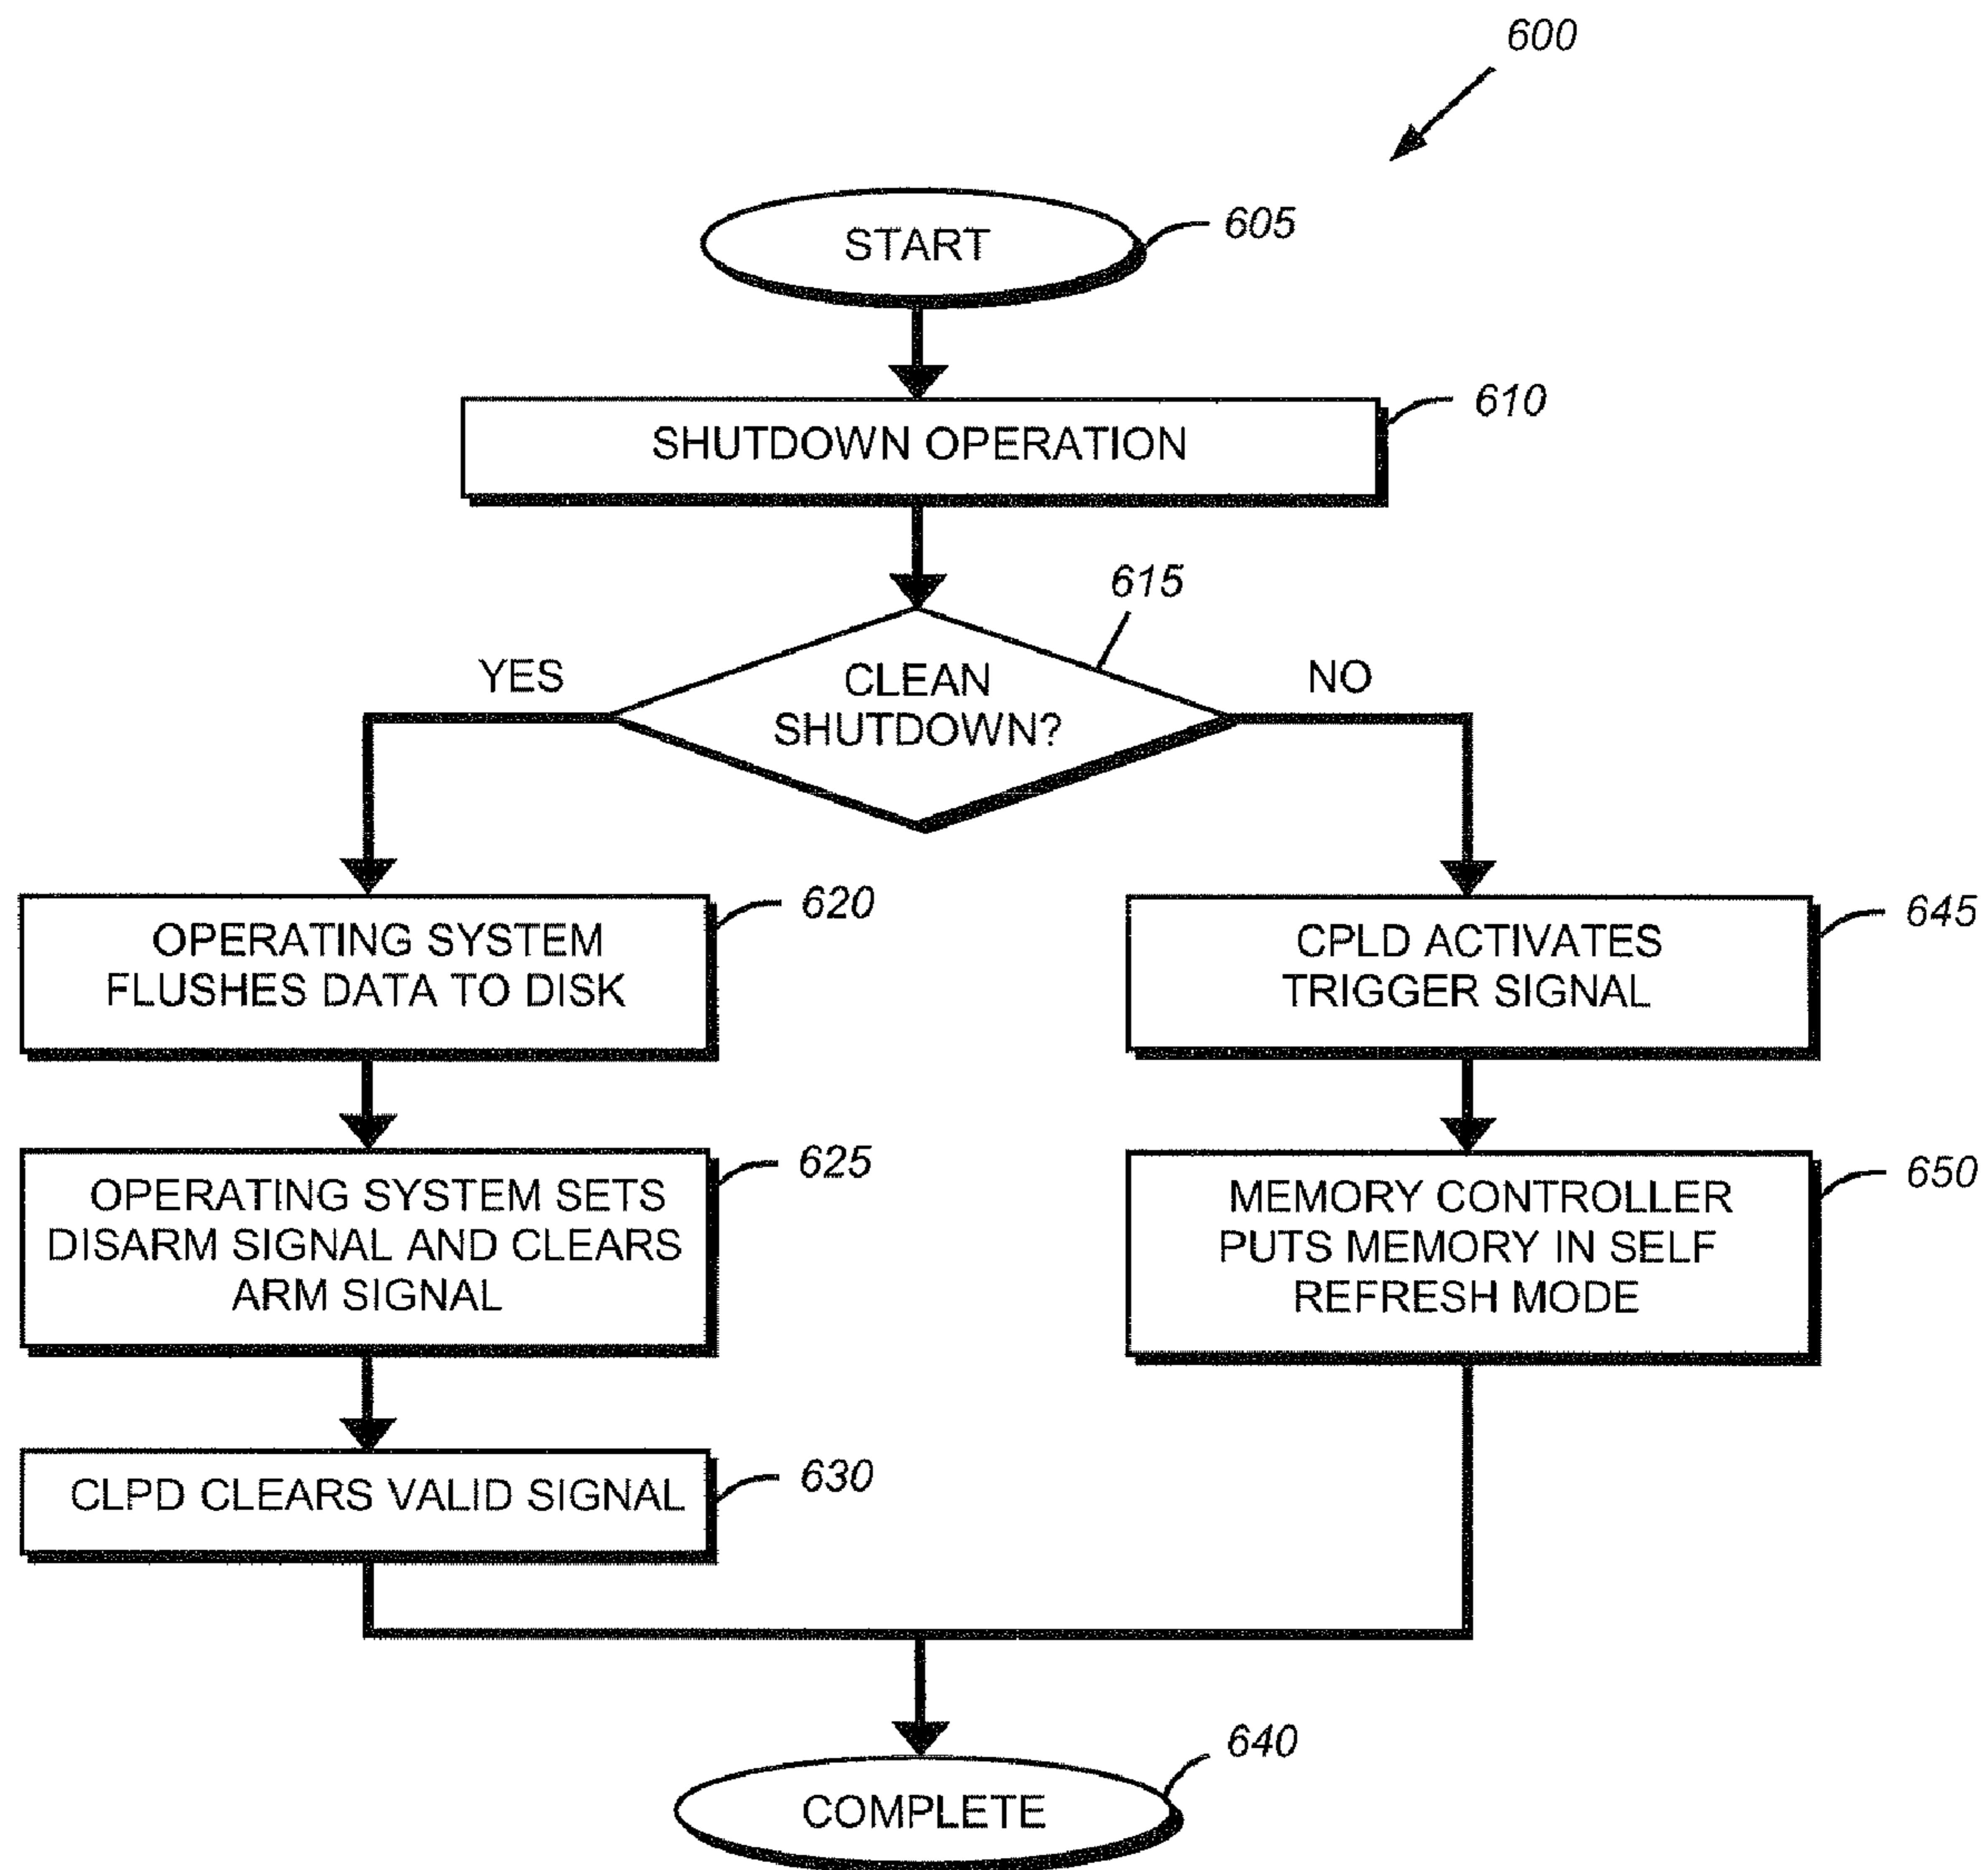 600
START
605
SHUTDOWN OPERATION
610
615
YES
CLEAN
SHUTDOWN?
NO
OPERATING SYSTEM
FLUSHES DATA TO DISK
620
OPERATING SYSTEM SETS
DISARM SIGNAL AND CLEARS
ARM SIGNAL
625
CLPD CLEARS VALID SIGNAL
630
CPLD ACTIVATES
TRIGGER SIGNAL
645
MEMORY CONTROLLER
PUTS MEMORY IN SELF
REFRESH MODE
650
COMPLETE
640